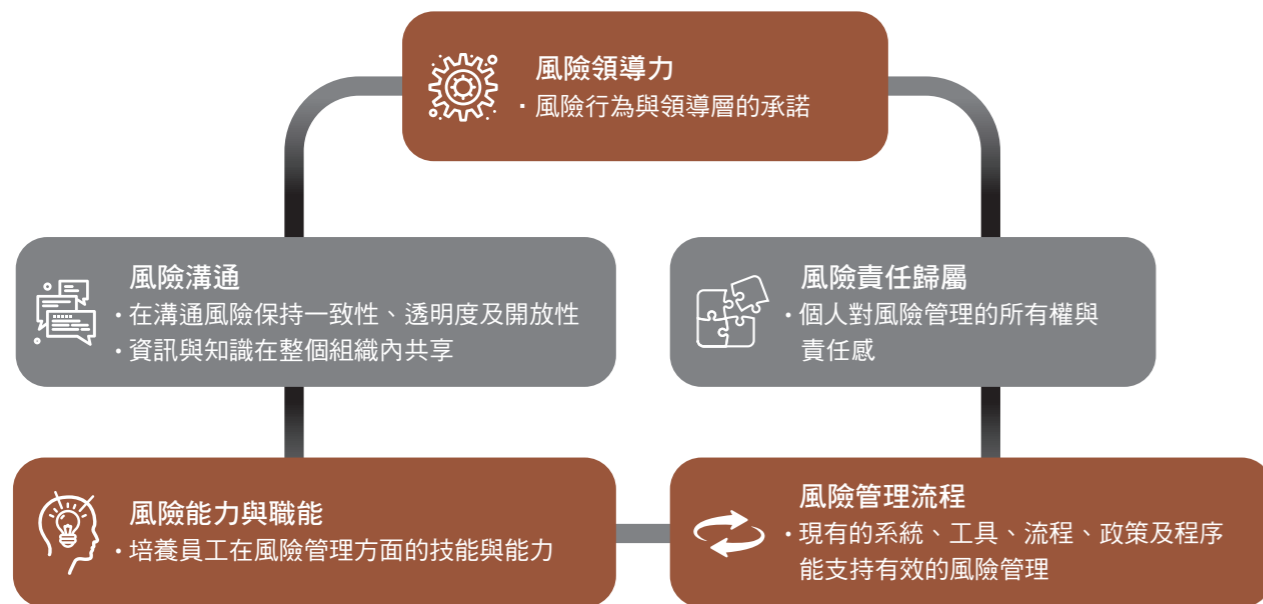 風險領導力
· 風險行為與領導層的承諾
風險溝通
· 在溝通風險保持一致性、透明度及開放性
· 資訊與知識在整個組織內共享
風險責任歸屬
· 個人對風險管理的所有權與
責任感
風險能力與職能
· 培養員工在風險管理方面的技能與能力
風險管理流程
· 現有的系統、工具、流程、政策及程序
能支持有效的風險管理